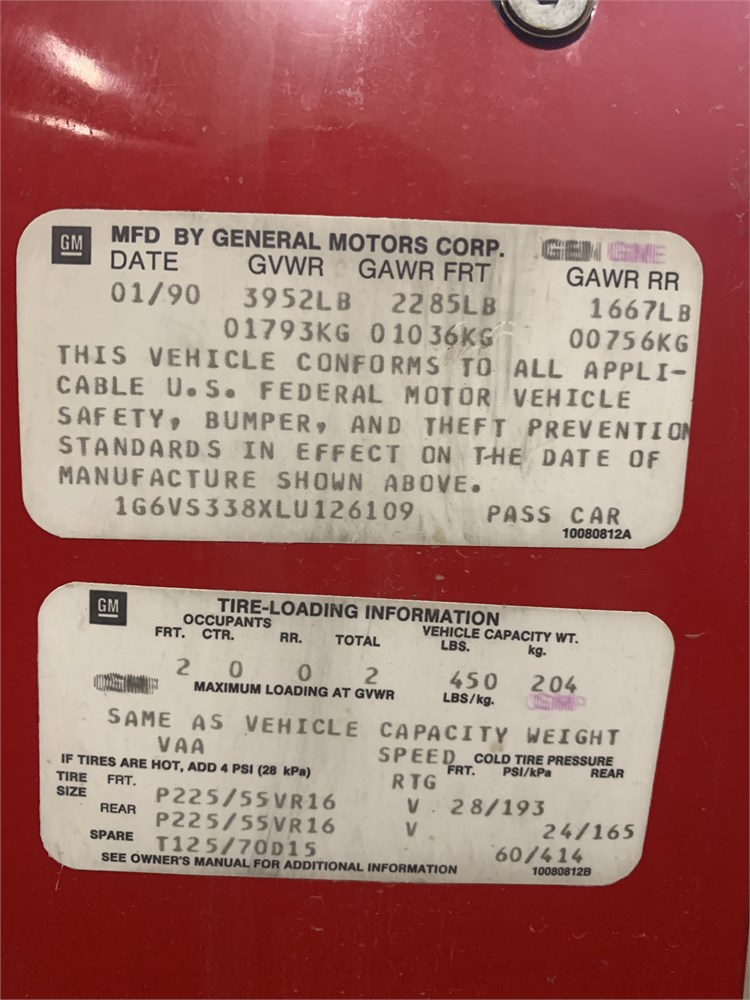 GM MFD BY GENERAL MOTORS CORP. GEN GME
DATE GVWR GAWR FRT GAWR RR
01/90 3952LB 2285LB 1667LB
01793KG 01036KG 00756KG
THIS VEHICLE CONFORMS TO ALL APPLI-
CABLE U.S. FEDERAL MOTOR VEHICLE
SAFETY, BUMPER, AND THEFT PREVENTION
STANDARDS IN EFFECT ON THE DATE OF
MANUFACTURE SHOWN ABOVE.
1G6VS338XLU126109 PASS CAR
10080812A
GM TIRE-LOADING INFORMATION
OCCUPANTS VEHICLE CAPACITY WT.
FRT. CTR. RR. TOTAL LBS. kg.
2 0 0 2 450 204
MAXIMUM LOADING AT GVWR LBS/kg.
SAME AS VEHICLE CAPACITY WEIGHT
VAA SPEED COLD TIRE PRESSURE
IF TIRES ARE HOT, ADD 4 PSI (28 kPa) RTG FRT. PSI/kPa REAR
TIRE SIZE FRT. P225/55VR16 V 28/193
REAR P225/55VR16 V 24/165
SPARE T125/70D15 60/414
SEE OWNER'S MANUAL FOR ADDITIONAL INFORMATION 10080812B